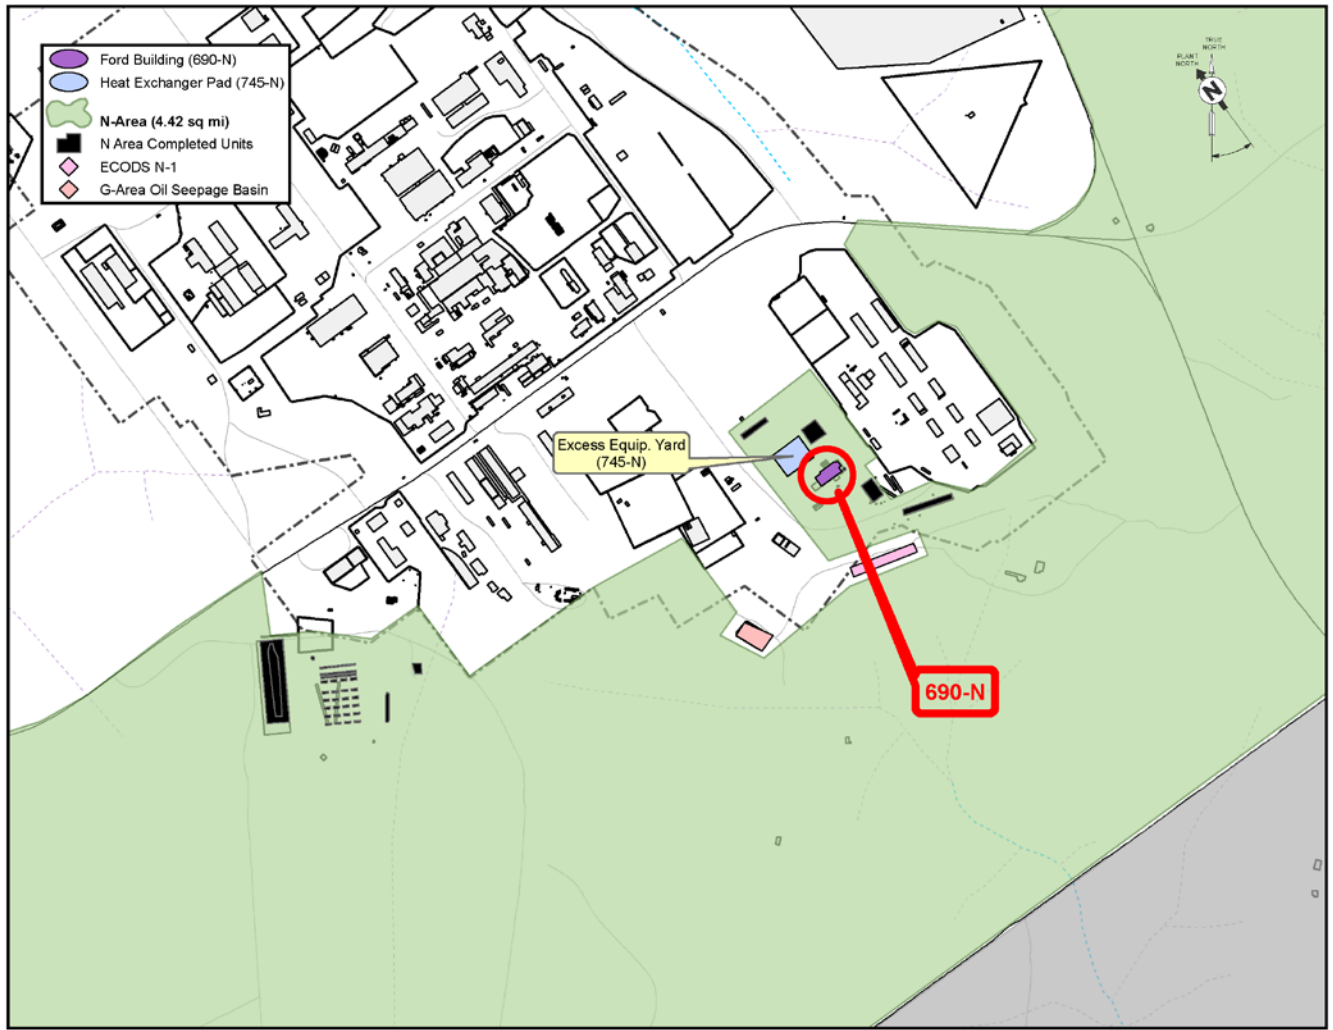 Ford Building (690-N)
Heat Exchanger Pad (745-N)
N-Area (4.42 sq mi)
N Area Completed Units
ECODS N-1
G-Area Oil Seepage Basin
TRUE
NORTH
PLANT
NORTH
N
Excess Equip. Yard
(745-N)
690-N